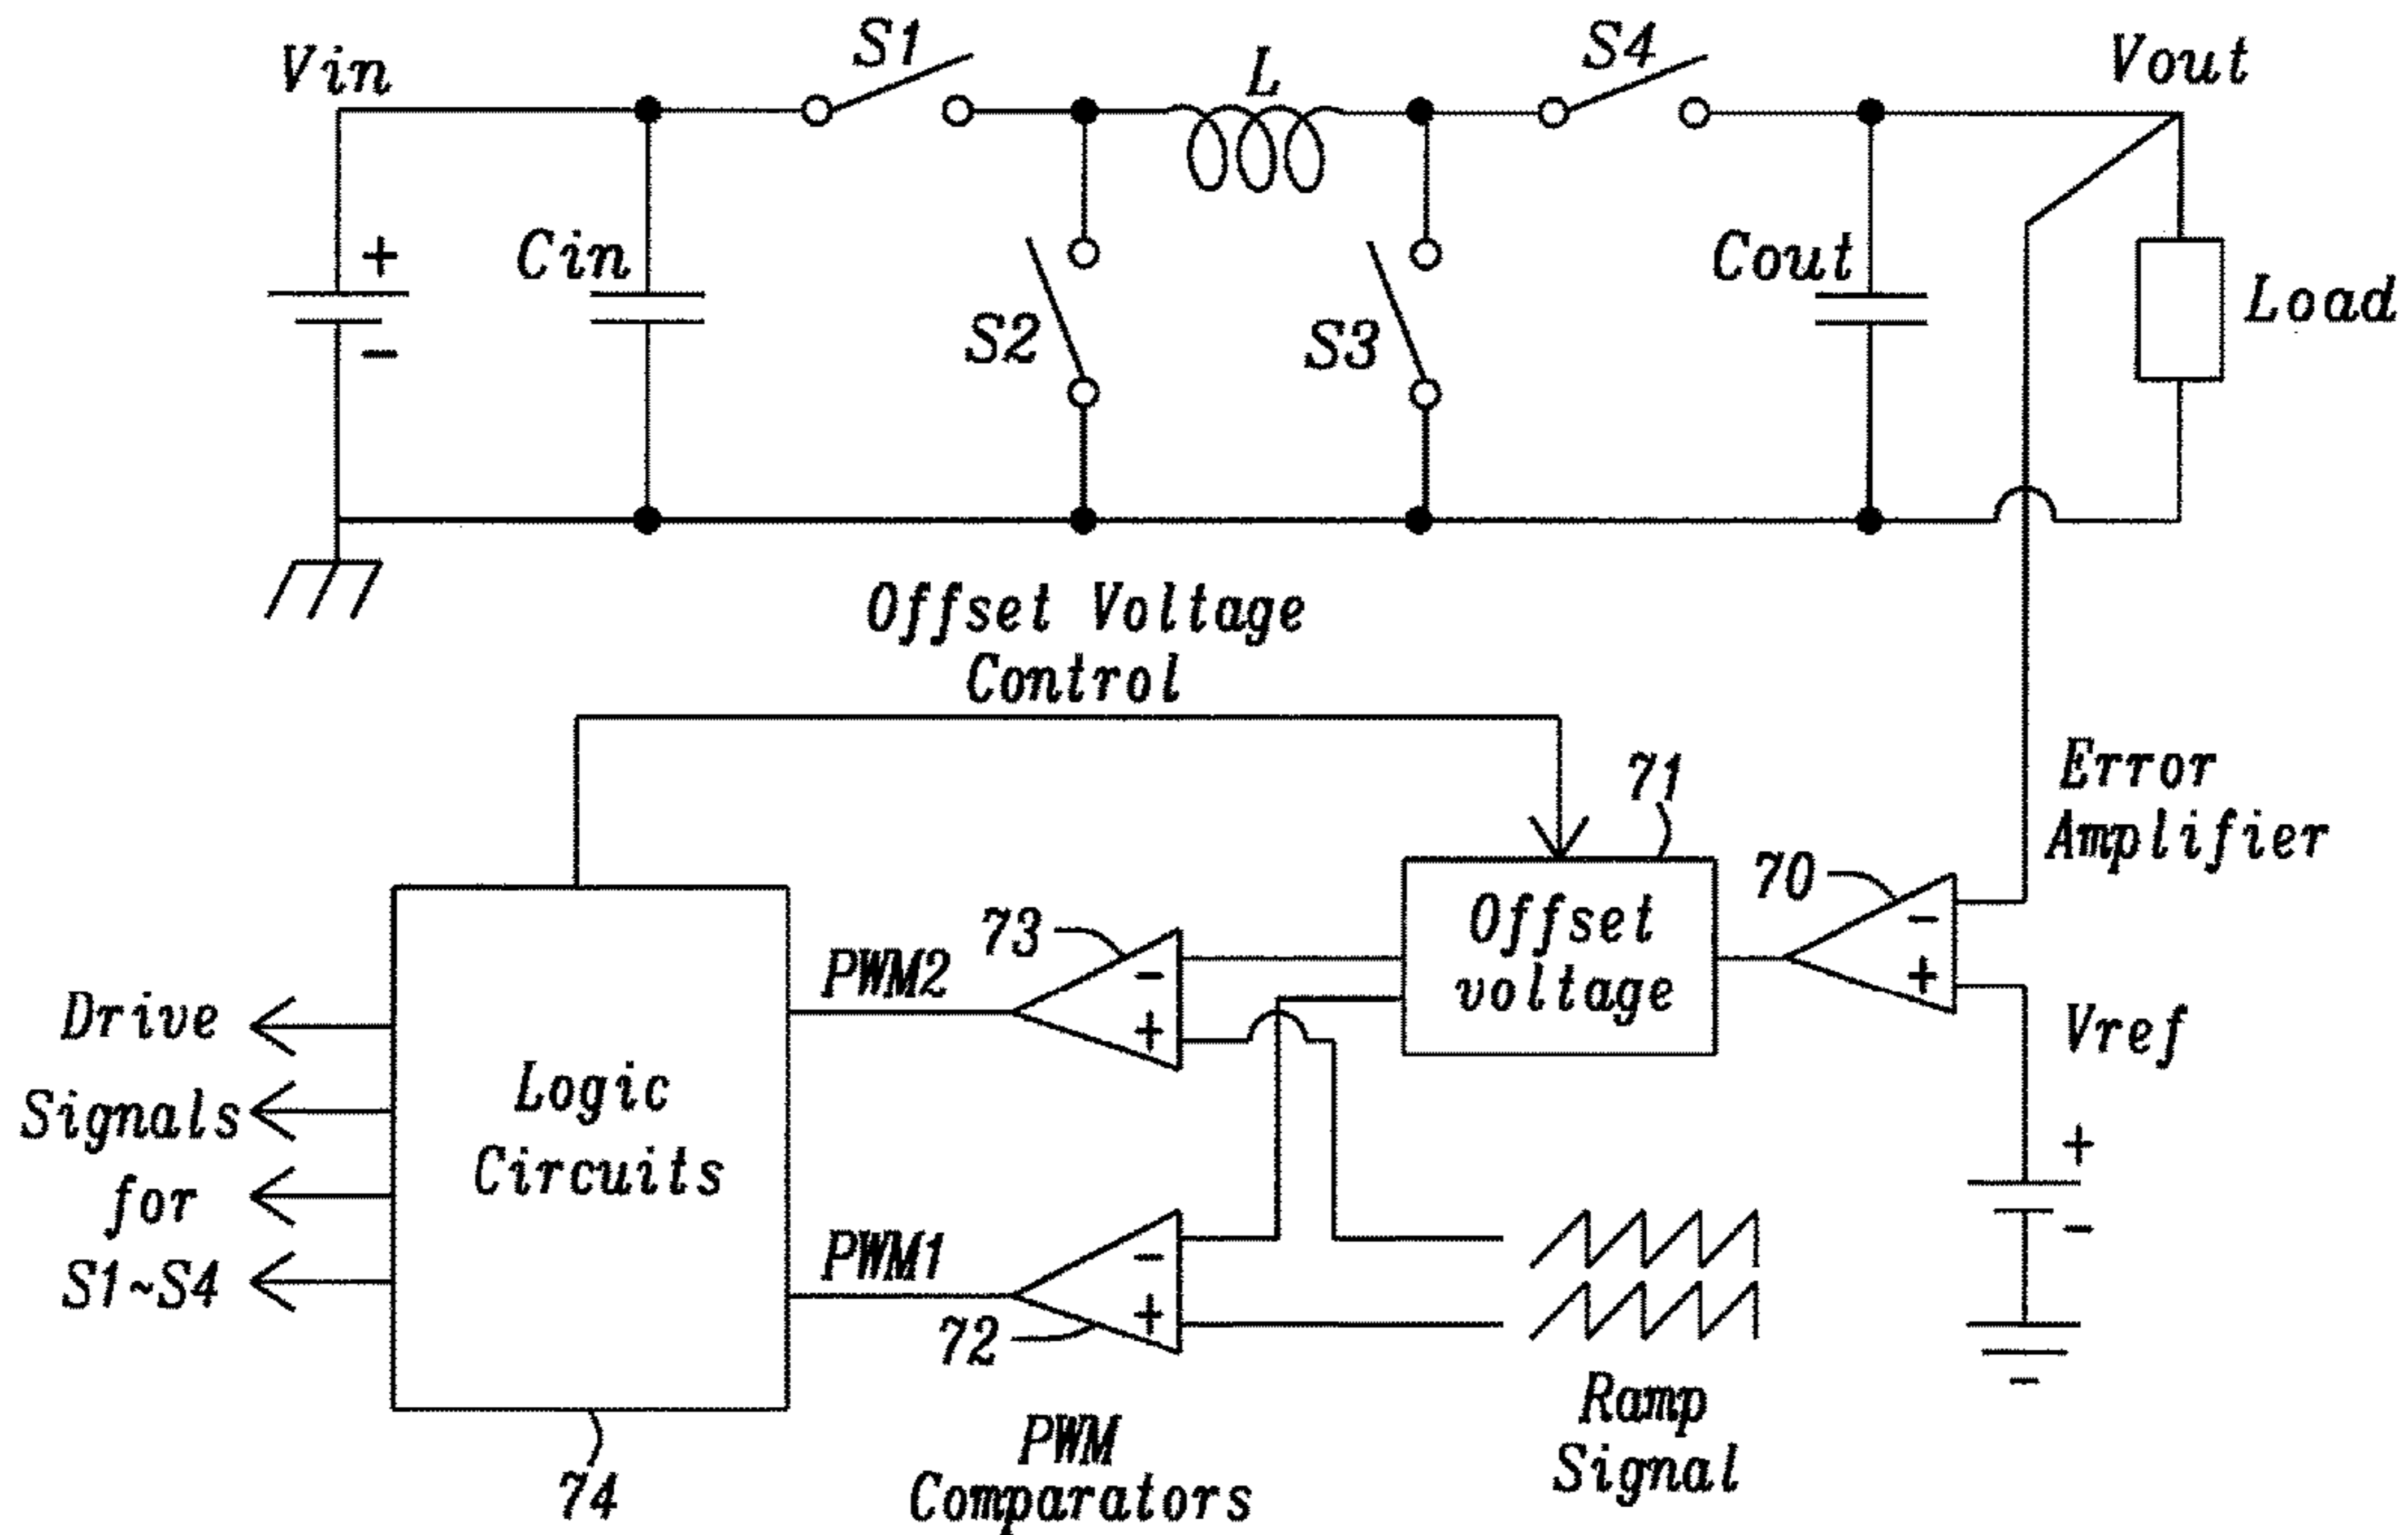 Vin
S1
L
S4
Vout
+
-
Cin
S2
S3
Cout
Load
Offset Voltage
Control
71
Error
Amplifier
70
-
+
Offset
voltage
73
-
+
PWM2
Vref
+
-
Drive
Signals
for
S1~S4
Logic
Circuits
PWM1
-
+
72
74
PWM
Comparators
Ramp
Signal